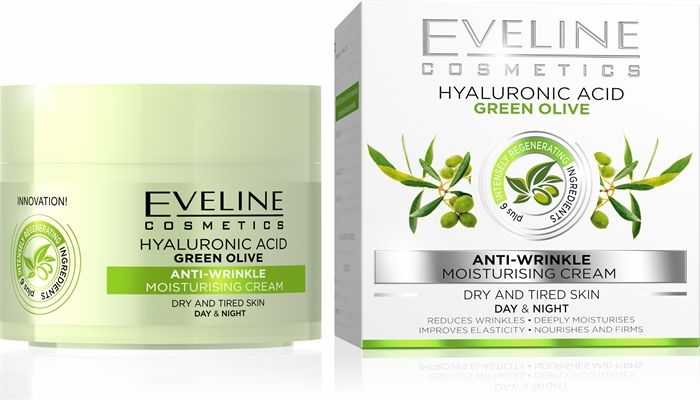 INNOVATION!
INTENSELY REGENERATING
INGREDIENTS
plus 6
EVELINE
COSMETICS
HYALURONIC ACID
GREEN OLIVE
ANTI-WRINKLE
MOISTURISING CREAM
DRY AND TIRED SKIN
DAY & NIGHT
EVELINE
COSMETICS
HYALURONIC ACID
GREEN OLIVE
INTENSELY REGENERATING
INGREDIENTS
plus 6
ANTI-WRINKLE
MOISTURISING CREAM
DRY AND TIRED SKIN
DAY & NIGHT
REDUCES WRINKLES • DEEPLY MOISTURISES
IMPROVES ELASTICITY • NOURISHES AND FIRMS